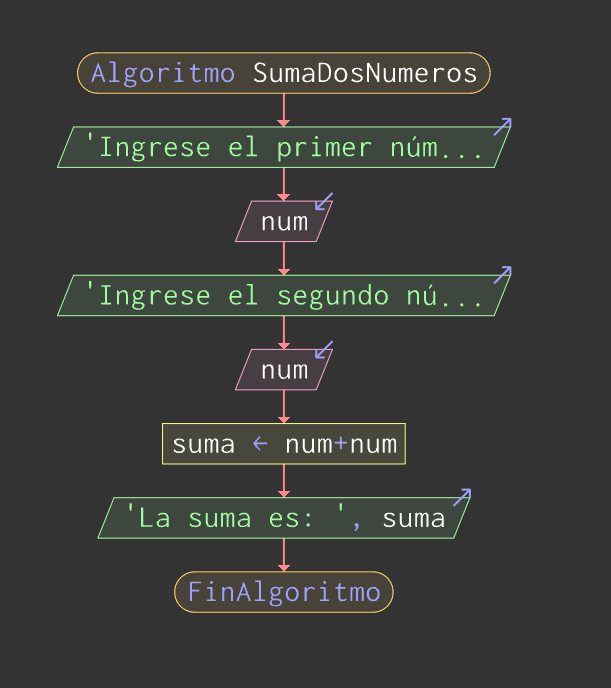 Algoritmo SumaDosNumeros
'Ingrese el primer núm...
num
'Ingrese el segundo nú...
num
suma ← num+num
'La suma es: ', suma
FinAlgoritmo